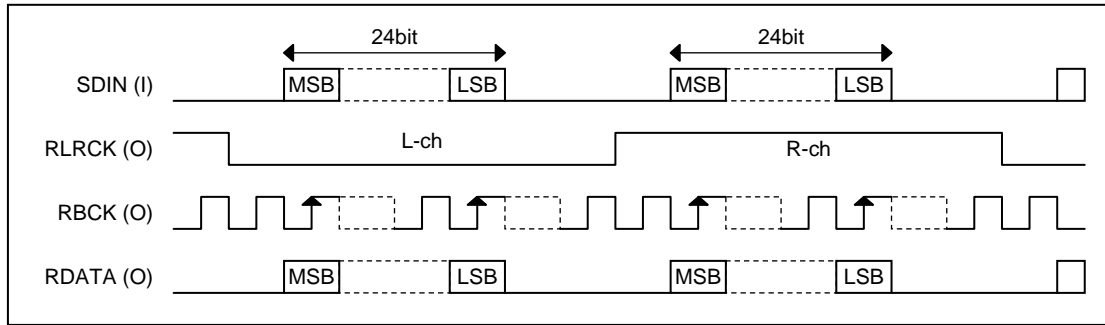 24bit 24bit
SDIN (I) MSB LSB MSB LSB
RLRCK (O) L-ch R-ch
RBCK (O)
RDATA (O) MSB LSB MSB LSB